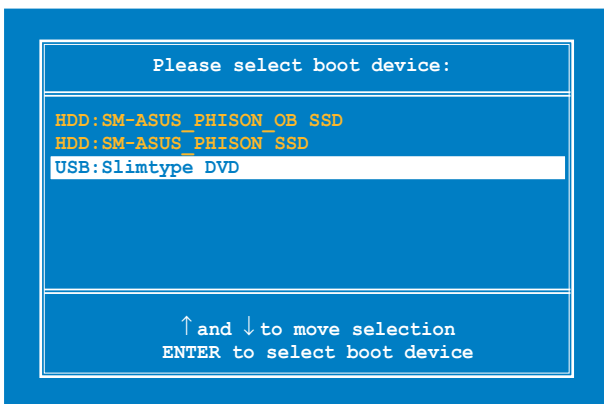 Please select boot device:
HDD:SM-ASUS_PHISON_OB SSD
HDD:SM-ASUS_PHISON SSD
USB:Slimtype DVD
↑and ↓to move selection
ENTER to select boot device